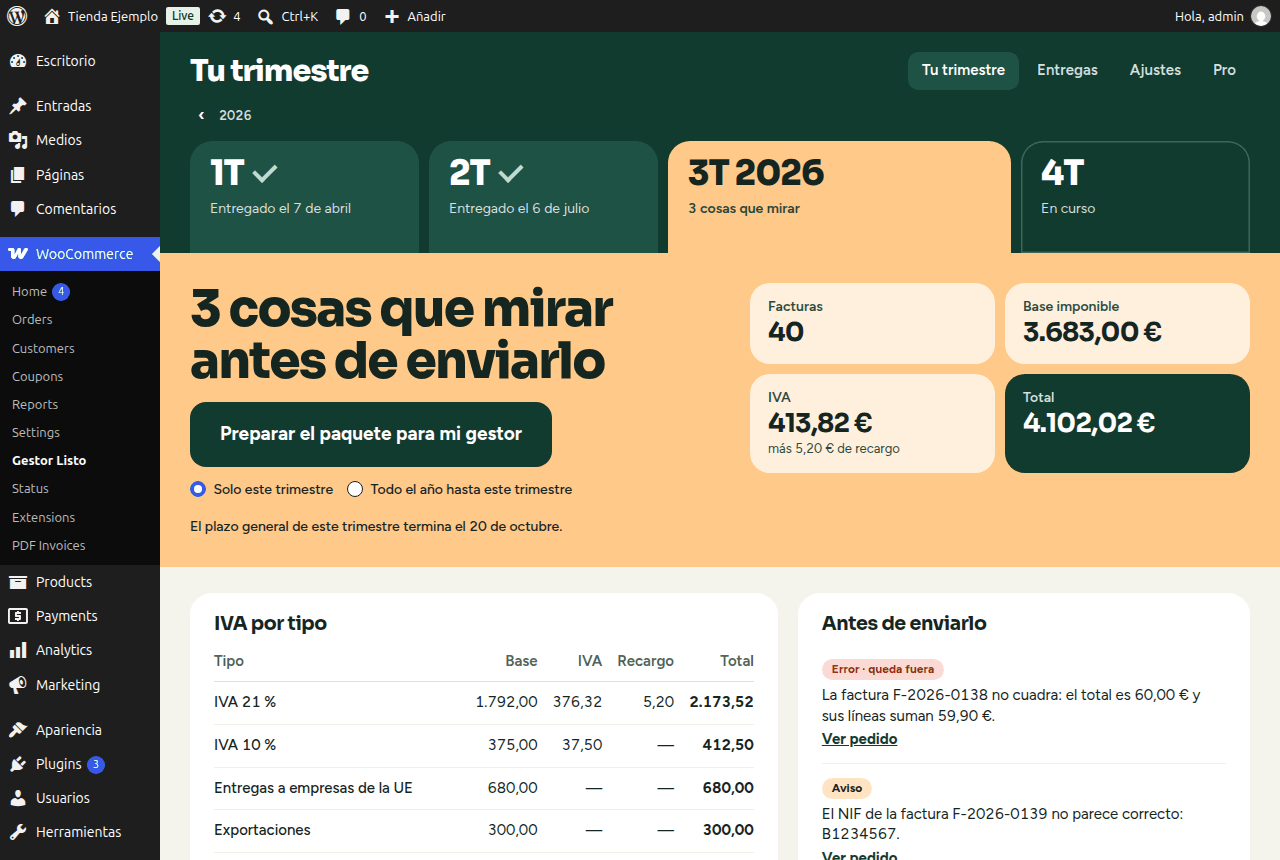 Tienda Ejemplo Live 4 Ctrl+K 0 Añadir Hola, admin
Escritorio
Entradas
Medios
Páginas
Comentarios
WooCommerce
Home 4
Orders
Customers
Coupons
Reports
Settings
Gestor Listo
Status
Extensions
PDF Invoices
Products
Payments
Analytics
Marketing
Apariencia
Plugins 3
Usuarios
Herramientas
Tu trimestre
Tu trimestre Entregas Ajustes Pro
‹ 2026
1T
Entregado el 7 de abril
2T
Entregado el 6 de julio
3T 2026
3 cosas que mirar
4T
En curso
3 cosas que mirar
antes de enviarlo
Preparar el paquete para mi gestor
Solo este trimestre Todo el año hasta este trimestre
El plazo general de este trimestre termina el 20 de octubre.
Facturas
40
Base imponible
3.683,00 €
IVA
413,82 €
más 5,20 € de recargo
Total
4.102,02 €
IVA por tipo
Tipo Base IVA Recargo Total
IVA 21 % 1.792,00 376,32 5,20 2.173,52
IVA 10 % 375,00 37,50 — 412,50
Entregas a empresas de la UE 680,00 — — 680,00
Exportaciones 300,00 — — 300,00
Antes de enviarlo
Error · queda fuera
La factura F-2026-0138 no cuadra: el total es 60,00 € y
sus líneas suman 59,90 €.
Ver pedido
Aviso
El NIF de la factura F-2026-0139 no parece correcto:
B1234567.
Ver pedido